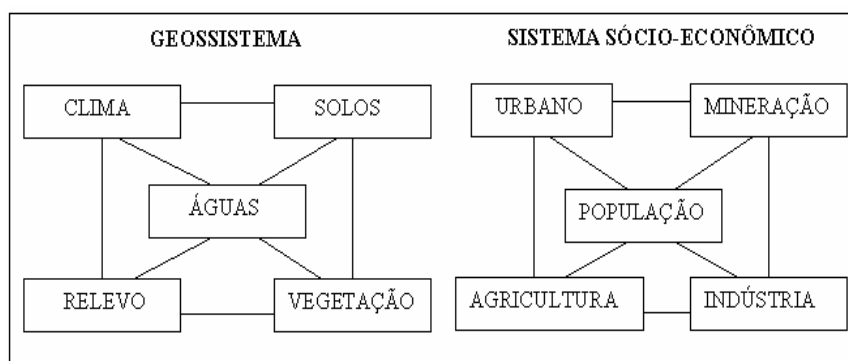 GEOSSISTEMA
CLIMA
SOLOS
ÁGUAS
RELEVO
VEGETAÇÃO
SISTEMA SÓCIO-ECONÔMICO
URBANO
MINERAÇÃO
POPULAÇÃO
AGRICULTURA
INDÚSTRIA